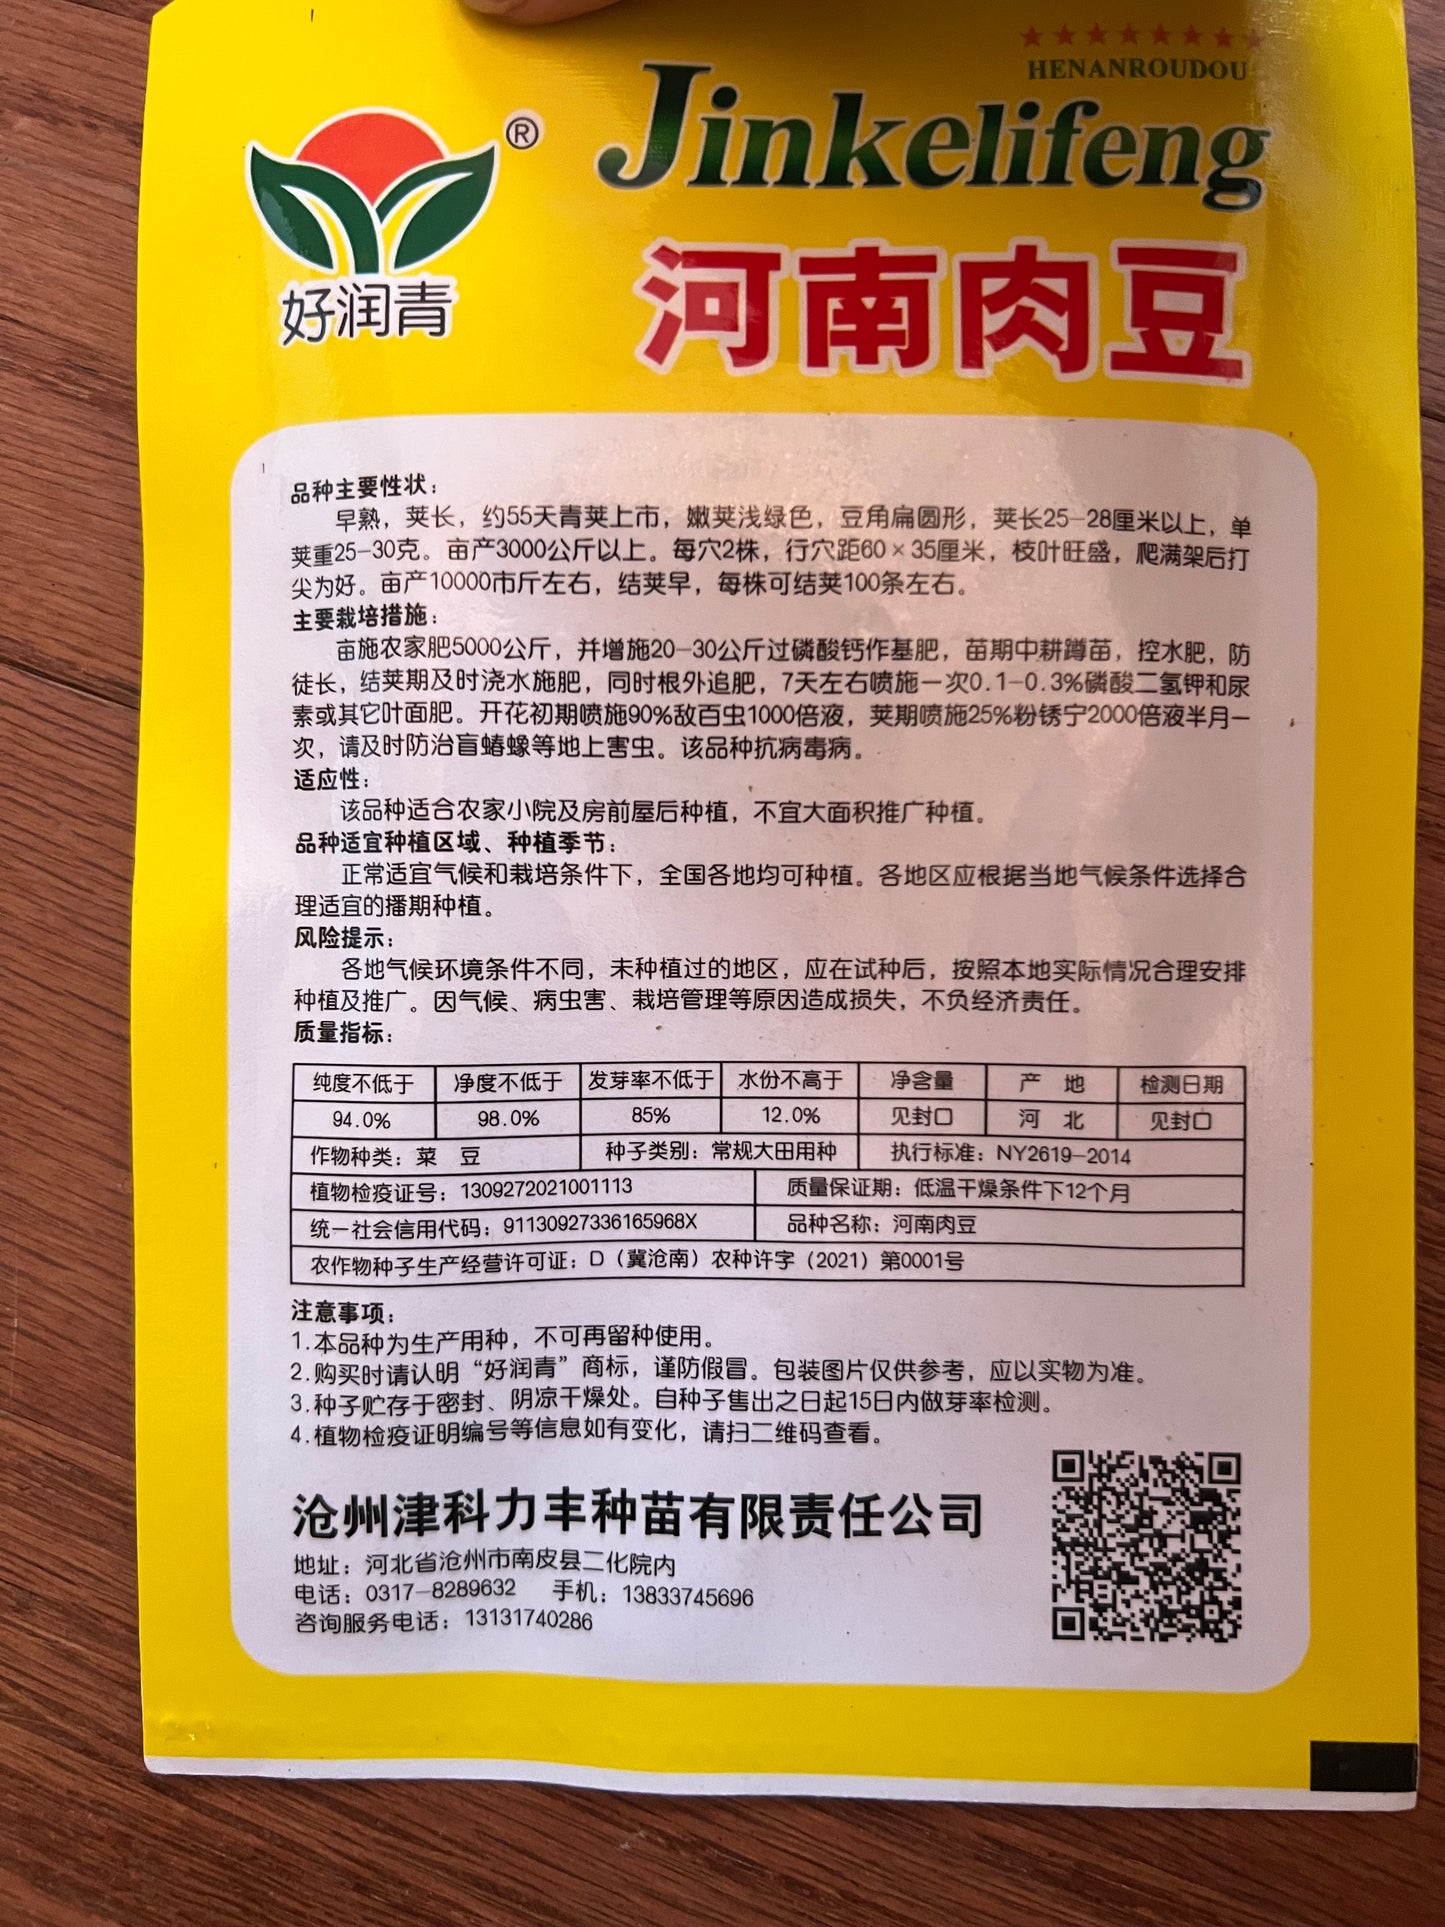 HENANROUDOU
Jinkelifeng
®
好润青
河南肉豆
品种主要性状：
早熟，荚长，约55天青荚上市，嫩荚浅绿色，豆角扁圆形，荚长25-28厘米以上，单
荚重25-30克。亩产3000公斤以上。每穴2株，行穴距60×35厘米，枝叶旺盛，爬满架后打
尖为好。亩产10000市斤左右，结荚早，每株可结荚100条左右。
主要栽培措施：
亩施农家肥5000公斤，并增施20-30公斤过磷酸钙作基肥，苗期中耕蹲苗，控水肥，防
徒长，结荚期及时浇水施肥，同时根外追肥，7天左右喷施一次0.1-0.3%磷酸二氢钾和尿
素或其它叶面肥。开花初期喷施90%敌百虫1000倍液，荚期喷施25%粉锈宁2000倍液半月一
次，请及时防治盲蝽蟓等地上害虫。该品种抗病毒病。
适应性：
该品种适合农家小院及房前屋后种植，不宜大面积推广种植。
品种适宜种植区域、种植季节：
正常适宜气候和栽培条件下，全国各地均可种植。各地区应根据当地气候条件选择合
理适宜的播期种植。
风险提示：
各地气候环境条件不同，未种植过的地区，应在试种后，按照本地实际情况合理安排
种植及推广。因气候、病虫害、栽培管理等原因造成损失，不负经济责任。
质量指标：
纯度不低于 净度不低于 发芽率不低于 水份不高于 净含量 产 地 检测日期
94.0% 98.0% 85% 12.0% 见封口 河 北 见封口
作物种类：菜 豆 种子类别：常规大田用种 执行标准：NY2619-2014
植物检疫证号：1309272021001113 质量保证期：低温干燥条件下12个月
统一社会信用代码：91130927336165968X 品种名称：河南肉豆
农作物种子生产经营许可证：D（冀沧南）农种许字（2021）第0001号
注意事项：
1.本品种为生产用种，不可再留种使用。
2.购买时请认明“好润青”商标，谨防假冒。包装图片仅供参考，应以实物为准。
3.种子贮存于密封、阴凉干燥处。自种子售出之日起15日内做芽率检测。
4.植物检疫证明编号等信息如有变化，请扫二维码查看。
沧州津科力丰种苗有限责任公司
地址：河北省沧州市南皮县二化院内
电话：0317-8289632 手机：13833745696
咨询服务电话：13131740286